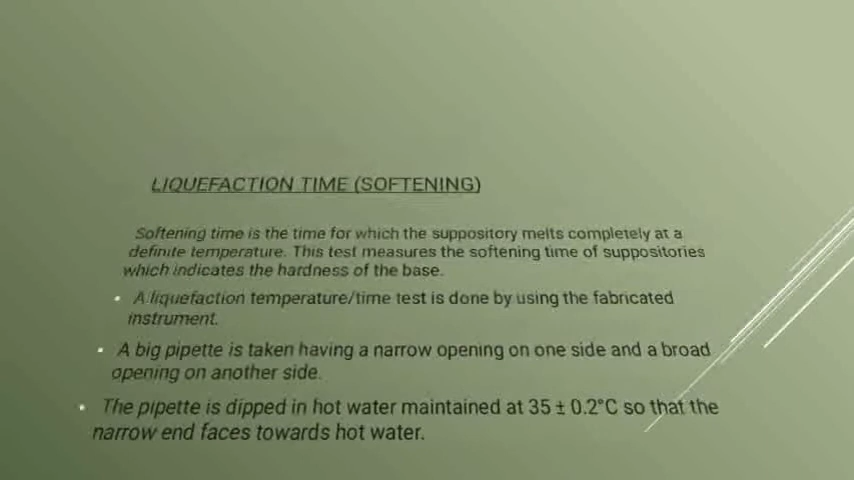 LIQUEFACTION TIME (SOFTENING)
Softening time is the time for which the suppository melts completely at a
definite temperature. This test measures the softening time of suppositories
which indicates the hardness of the base.
▪ A liquefaction temperature/time test is done by using the fabricated
instrument.
▪ A big pipette is taken having a narrow opening on one side and a broad
opening on another side.
▪ The pipette is dipped in hot water maintained at 35 ± 0.2°C so that the
narrow end faces towards hot water.